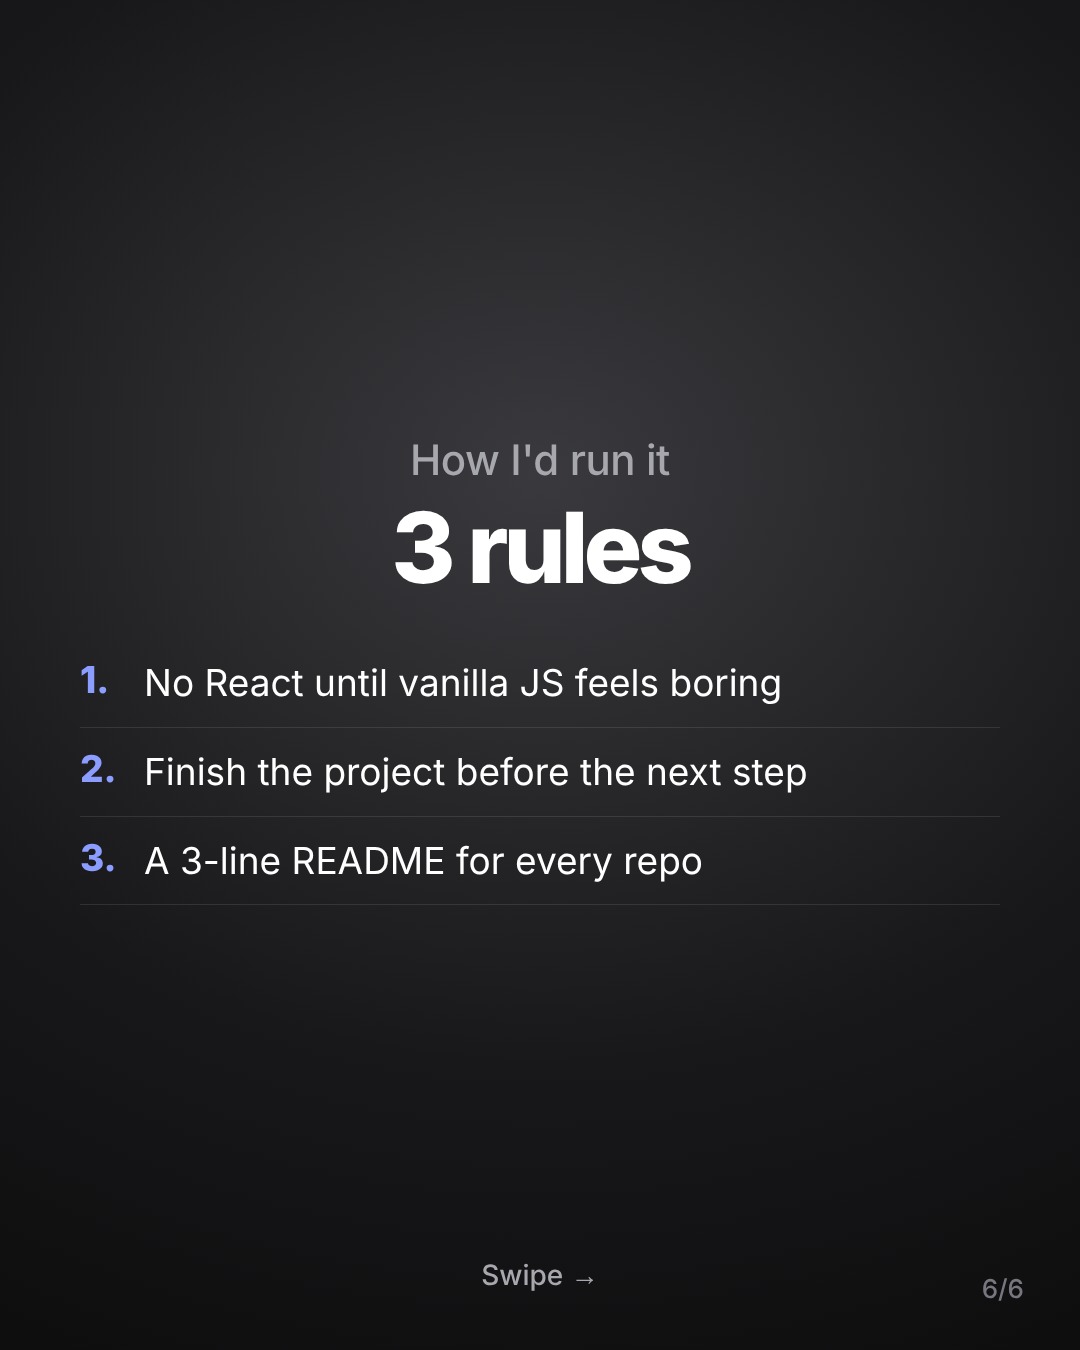 How I'd run it
3 rules
1. No React until vanilla JS feels boring
2. Finish the project before the next step
3. A 3-line README for every repo
Swipe →
6/6